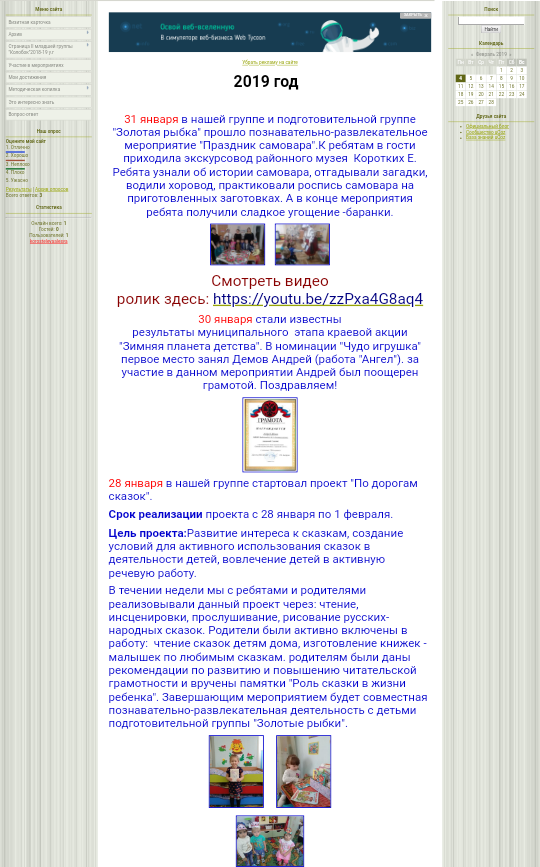 Меню сайта
Визитная карточка
Архив
Страница II младшей группы
"Колобок"2018-19 у.г
Участие в мероприятиях
Мои достижения
Методическая копилка
Это интересно знать
Вопрос-ответ
Наш опрос
Оцените мой сайт
1. Отлично
2. Хорошо
3. Неплохо
4. Плохо
5. Ужасно
Результаты | Архив опросов
Всего ответов: 3
Статистика
Онлайн всего: 1
Гостей: 0
Пользователей: 1
Освой веб-вселенную
В симуляторе веб-бизнеса Web Tycoon
Убрать рекламу на сайте
2019 год
31 января в нашей группе и подготовительной группе
"Золотая рыбка" прошло познавательно-развлекательное
мероприятие "Праздник самовара".К ребятам в гости
приходила экскурсовод районного музея Коротких Е.
Ребята узнали об истории самовара, отгадывали загадки,
водили хоровод, практиковали роспись самовара на
приготовленных заготовках. А в конце мероприятия
ребята получили сладкое угощение -баранки.
Смотреть видео
ролик здесь: https://youtu.be/zzPxa4G8aq4
30 января стали известны
результаты муниципального этапа краевой акции
"Зимняя планета детства". В номинации "Чудо игрушка"
первое место занял Демов Андрей (работа "Ангел"). за
участие в данном мероприятии Андрей был поощерен
грамотой. Поздравляем!
ГРАМОТА
28 января в нашей группе стартовал проект "По дорогам
сказок".
Срок реализации проекта с 28 января по 1 февраля.
Цель проекта:Развитие интереса к сказкам, создание
условий для активного использования сказок в
деятельности детей, вовлечение детей в активную
речевую работу.
В течении недели мы с ребятами и родителями
реализовывали данный проект через: чтение,
инсценировки, прослушивание, рисование русских-
народных сказок. Родители были активно включены в
работу: чтение сказок детям дома, изготовление книжек -
малышек по любимым сказкам. родителям были даны
рекомендации по развитию и повышению читательской
грамотности и вручены памятки "Роль сказки в жизни
ребенка". Завершающим мероприятием будет совместная
познавательно-развлекательная деятельность с детьми
подготовительной группы "Золотые рыбки".
Поиск
Найти
Календарь
« Февраль 2019 »
Пн Вт Ср Чт Пт Сб Вс
1 2 3
4 5 6 7 8 9 10
11 12 13 14 15 16 17
18 19 20 21 22 23 24
25 26 27 28
Друзья сайта
Официальный блог
Сообщество uCoz
База знаний uCoz